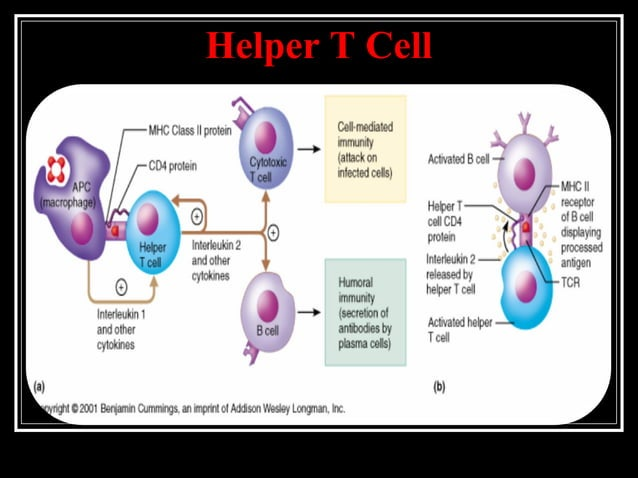 Helper T Cell
MHC Class II protein
CD4 protein
APC
(macrophage)
Helper
T cell
+
Interleukin 1
and other
cytokines
+
Interleukin 2
and other
cytokines
+
Cytotoxic
T cell
B cell
Cell-mediated
immunity
(attack on
infected cells)
Humoral
immunity
(secretion of
antibodies by
plasma cells)
(a)
Activated B cell
Helper T
cell CD4
protein
Interleukin 2
released by
helper T cell
Activated helper
T cell
MHC II
receptor
of B cell
displaying
processed
antigen
TCR
(b)
pyright © 2001 Benjamin Cummings, an imprint of Addison Wesley Longman, Inc.